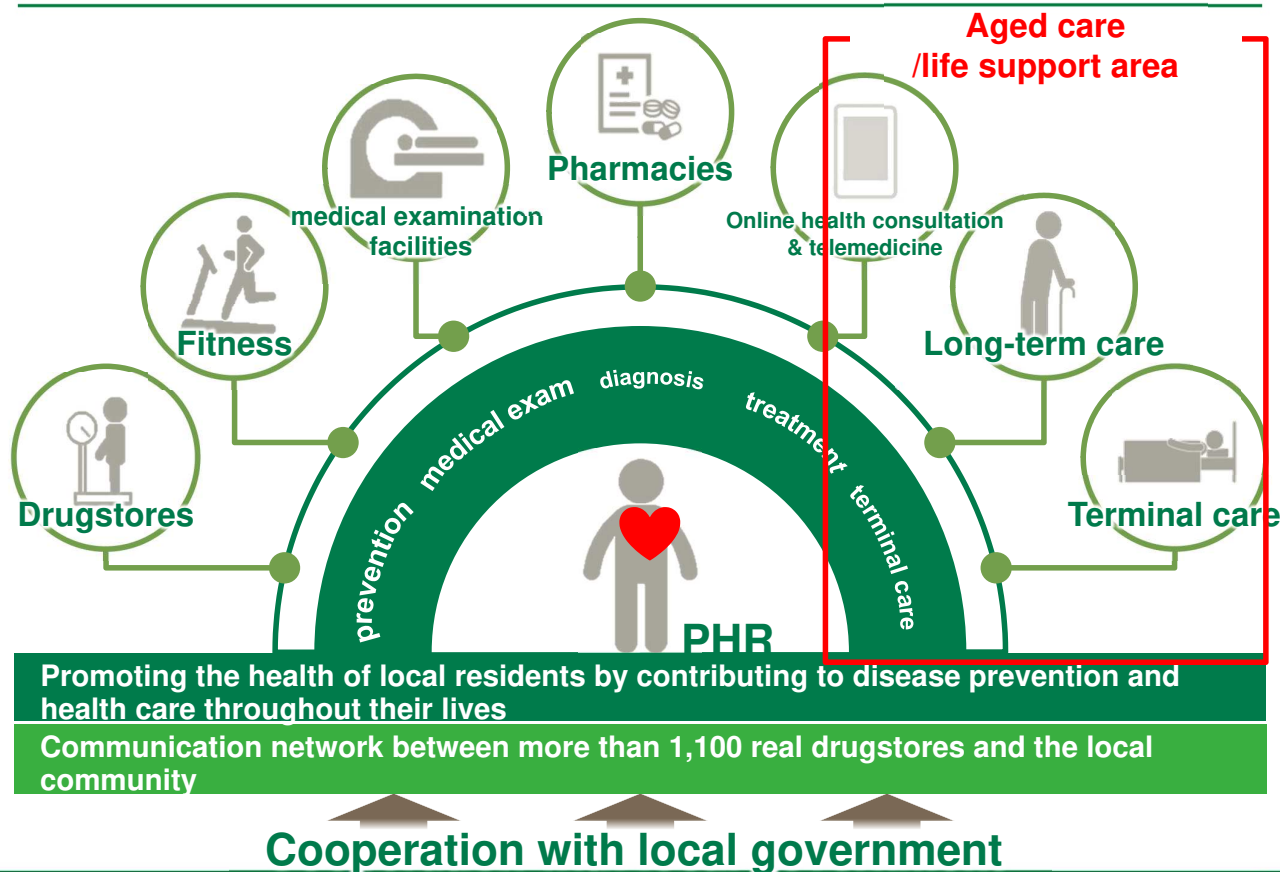 Aged care
/life support area
Pharmacies
medical examination
facilities
Online health consultation
& telemedicine
Fitness
Long-term care
Drugstores
Terminal care
prevention
medical exam
diagnosis
treatment
terminal care
PHR
Promoting the health of local residents by contributing to disease prevention and
health care throughout their lives
Communication network between more than 1,100 real drugstores and the local
community
Cooperation with local government